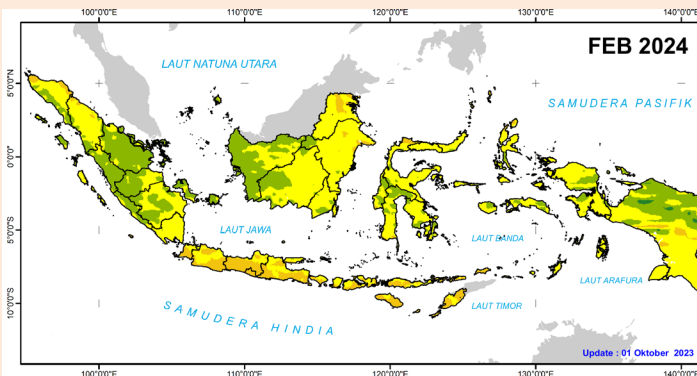 100°0'0"E 110°0'0"E 120°0'0"E 130°0'0"E 140°0'0"E
FEB 2024
LAUT NATUNA UTARA
5°0'0"N
SAMUDERA PASIFIK
0°0'0"
LAUT JAWA
LAUT BANDA
5°0'0"S
LAUT ARAFURA
10°0'0"S
SAMUDERA HINDIA
LAUT TIMOR
Update : 01 Oktober 2023
100°0'0"E 110°0'0"E 120°0'0"E 130°0'0"E 140°0'0"E